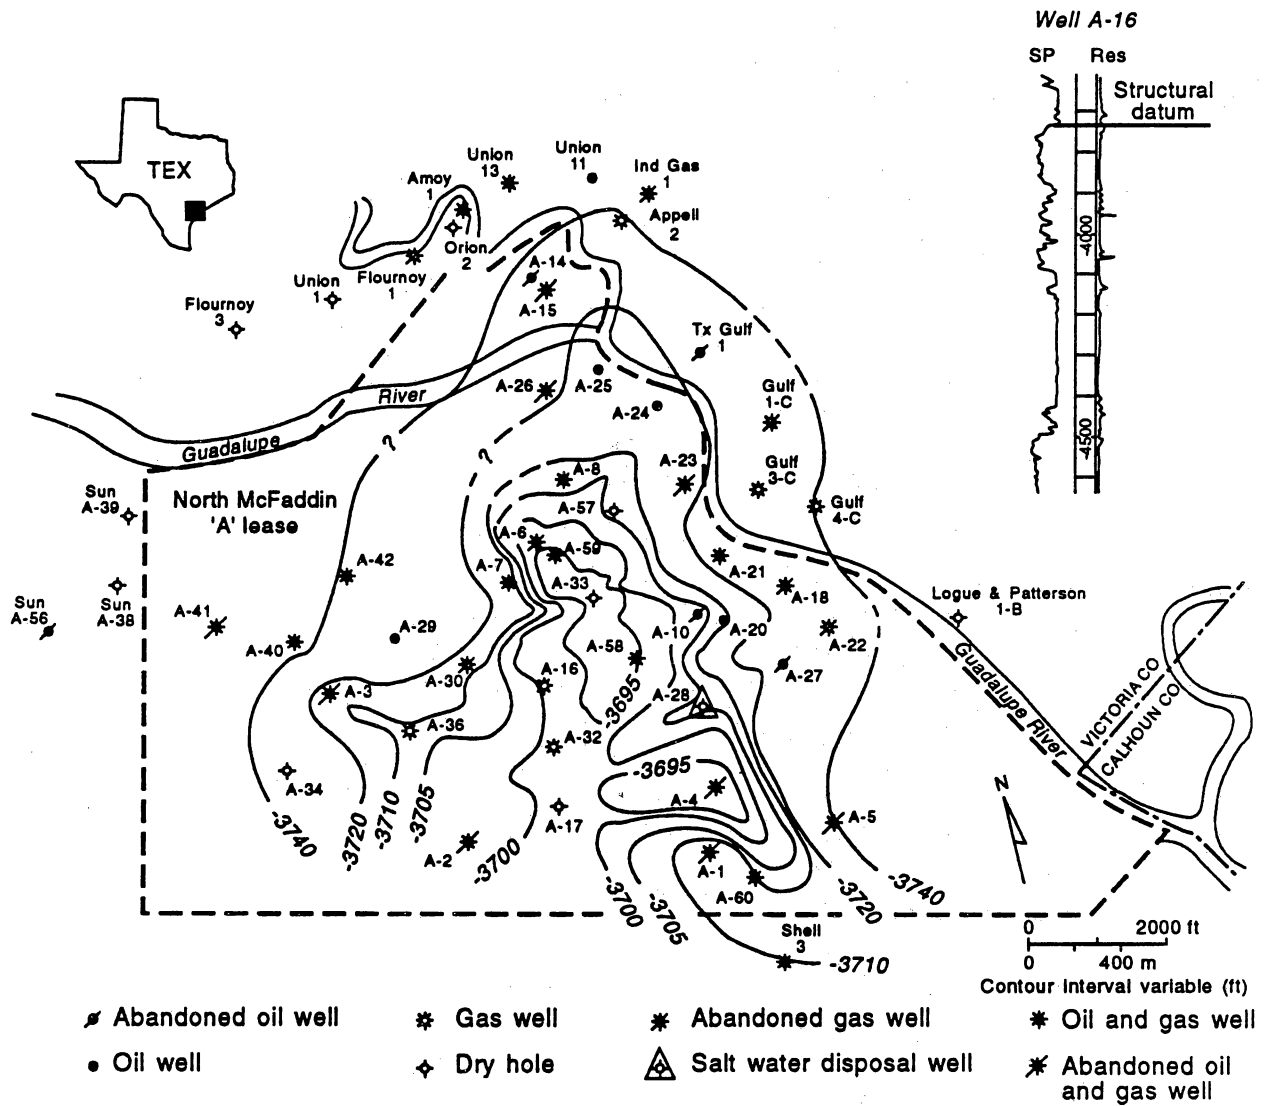 Well A-16
SP
Res
Structural
datum
-4000
-4500
TEX
Union
13
Union
11
Ind Gas
1
Amoy
1
Appell
2
Orion
2
Flournoy
1
Union
1
Flournoy
3
A-14
A-15
Tx Gulf
1
A-25
A-26
A-24
Gulf
1-C
River
Guadalupe
?
?
A-8
A-23
Gulf
3-C
Gulf
4-C
Sun
A-39
North McFaddin
'A' lease
A-57
A-6
A-59
A-7
A-33
A-42
A-21
A-18
Logue & Patterson
1-B
Sun
A-56
Sun
A-38
A-41
A-40
A-29
A-10
A-20
A-22
A-58
A-30
A-16
A-27
A-3
A-28
-3695
A-36
A-32
Guadalupe River
VICTORIA CO
CALHOUN CO
-3695
A-34
A-4
N
A-17
A-5
A-2
A-1
A-60
-3740
-3720
-3710
-3705
-3700
-3700
-3705
-3720
-3740
Shell
3
-3710
0
2000 ft
0
400 m
Contour interval variable (ft)
Abandoned oil well
Gas well
Abandoned gas well
Oil and gas well
Oil well
Dry hole
Salt water disposal well
Abandoned oil
and gas well